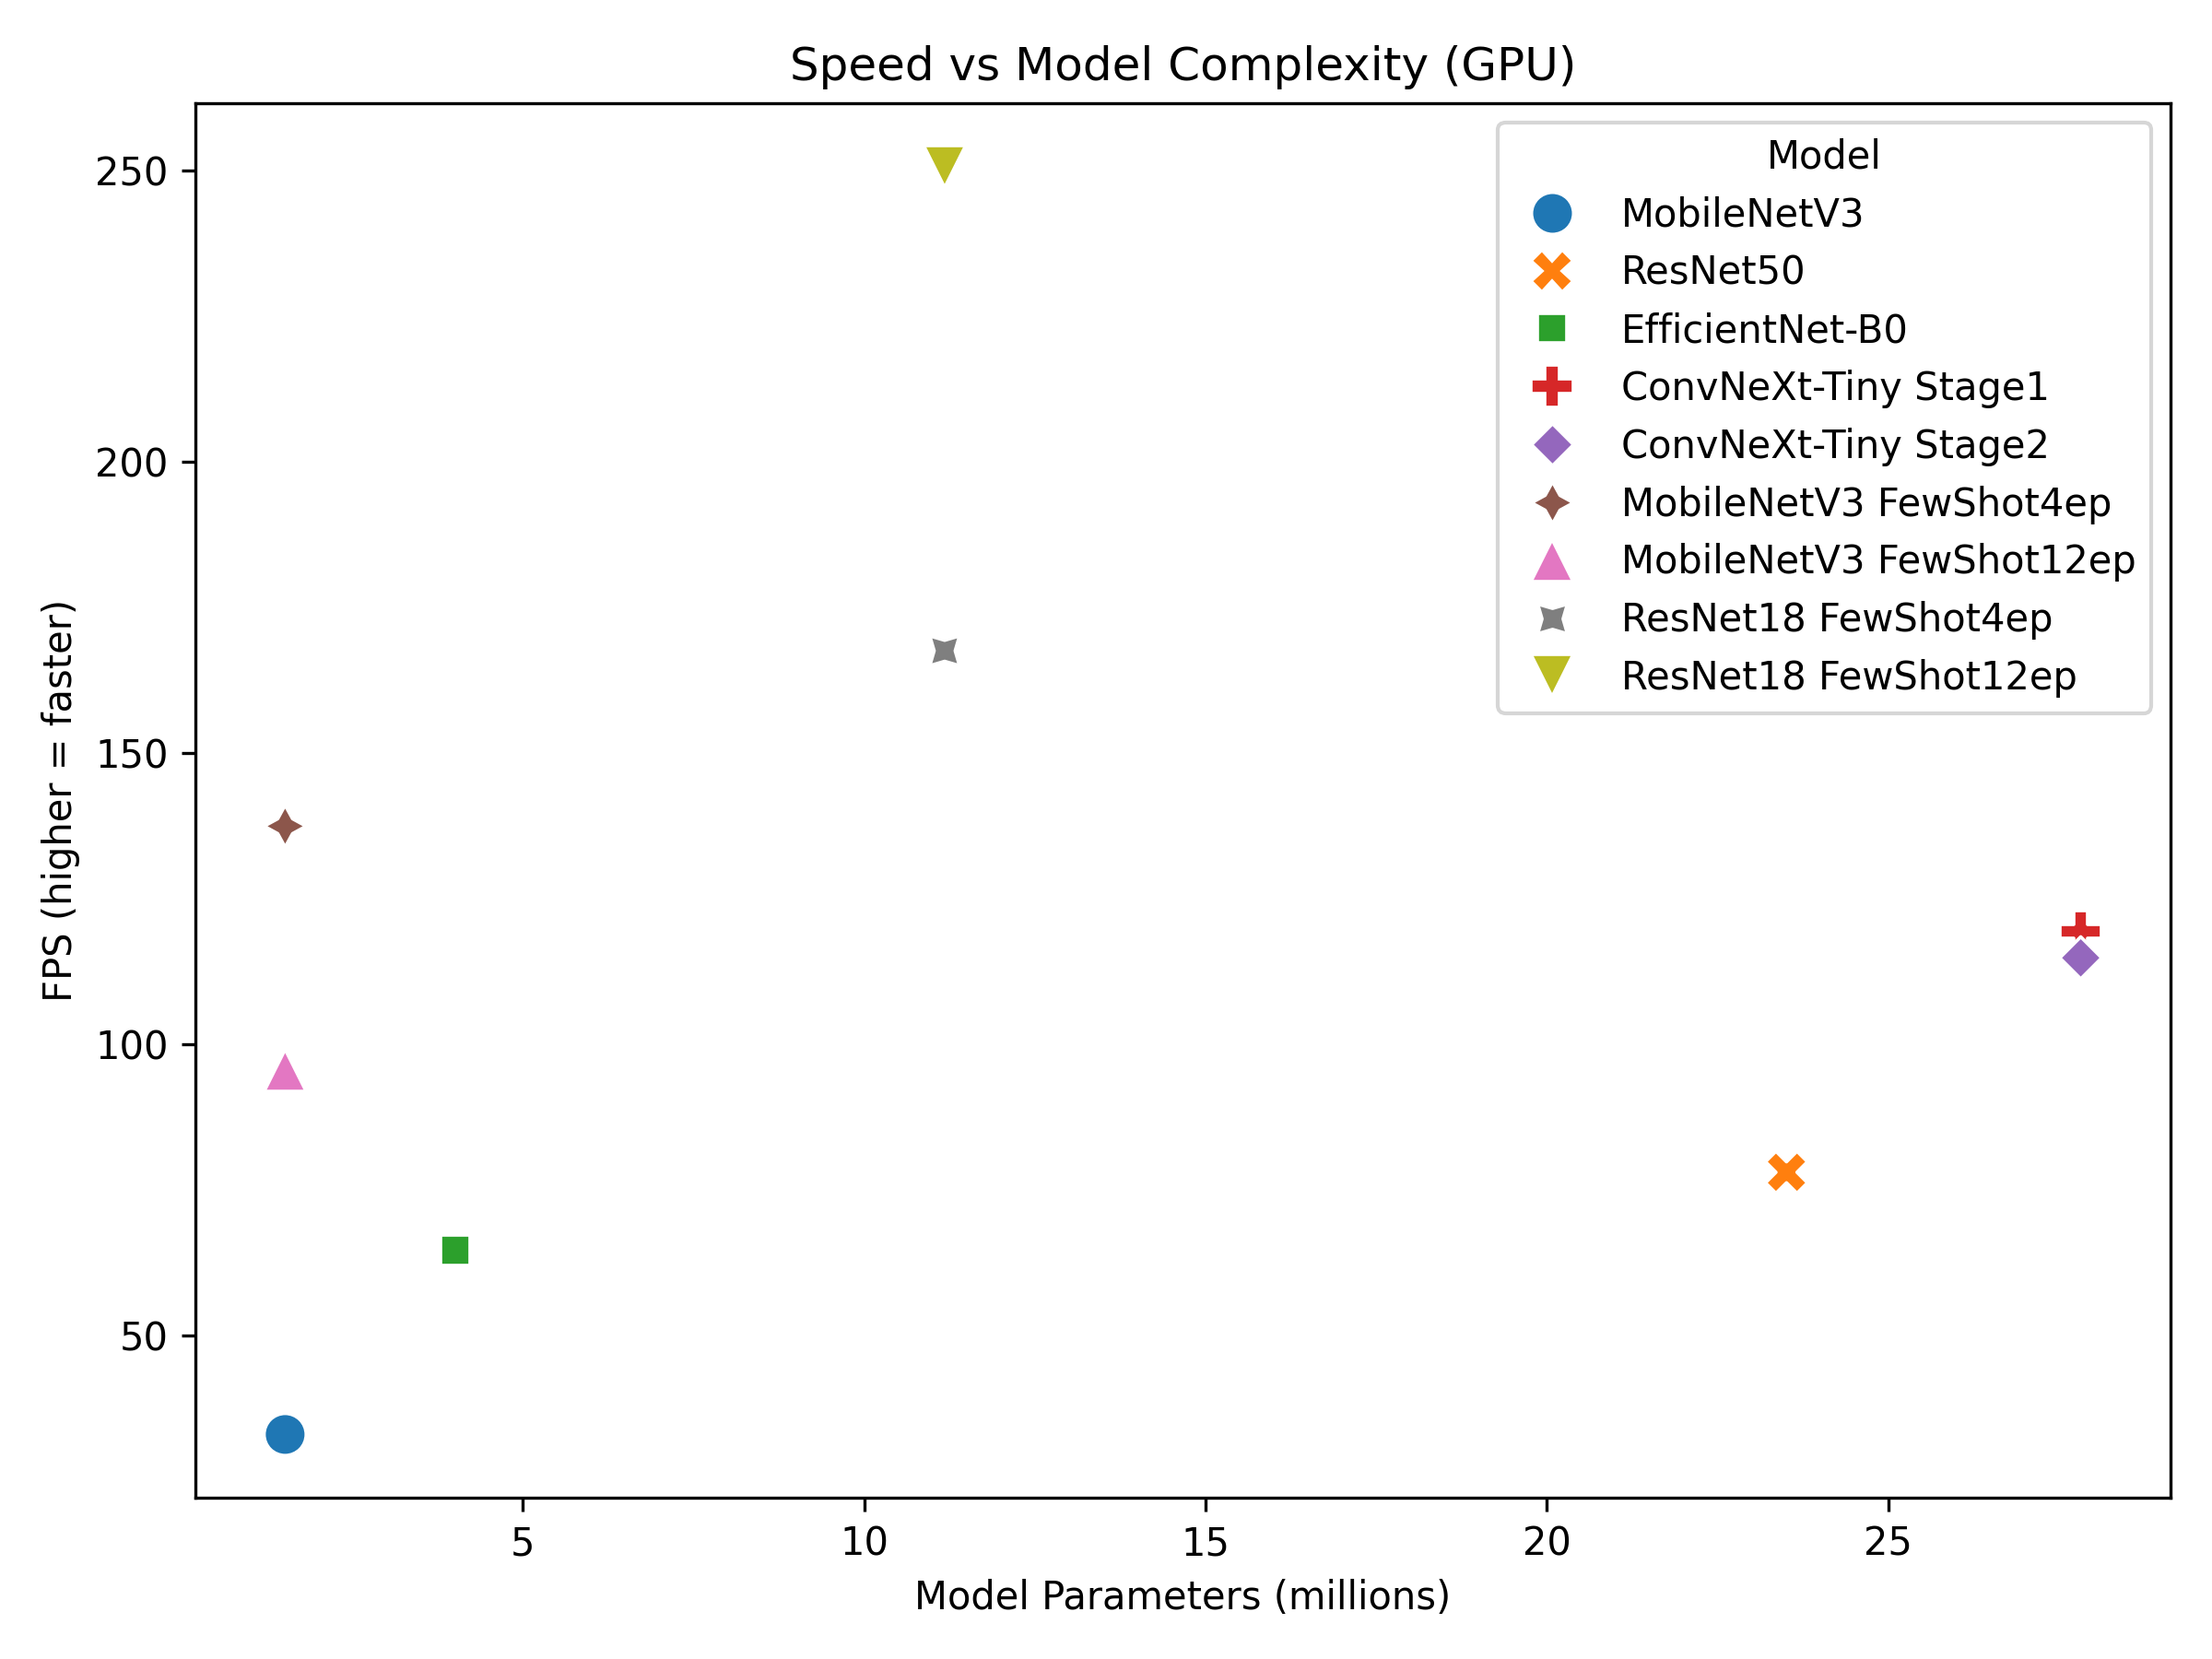 Speed vs Model Complexity (GPU)
250
200
150
100
50
FPS (higher = faster)
Model
MobileNetV3
ResNet50
EfficientNet-B0
ConvNeXt-Tiny Stage1
ConvNeXt-Tiny Stage2
MobileNetV3 FewShot4ep
MobileNetV3 FewShot12ep
ResNet18 FewShot4ep
ResNet18 FewShot12ep
5 10 15 20 25
Model Parameters (millions)